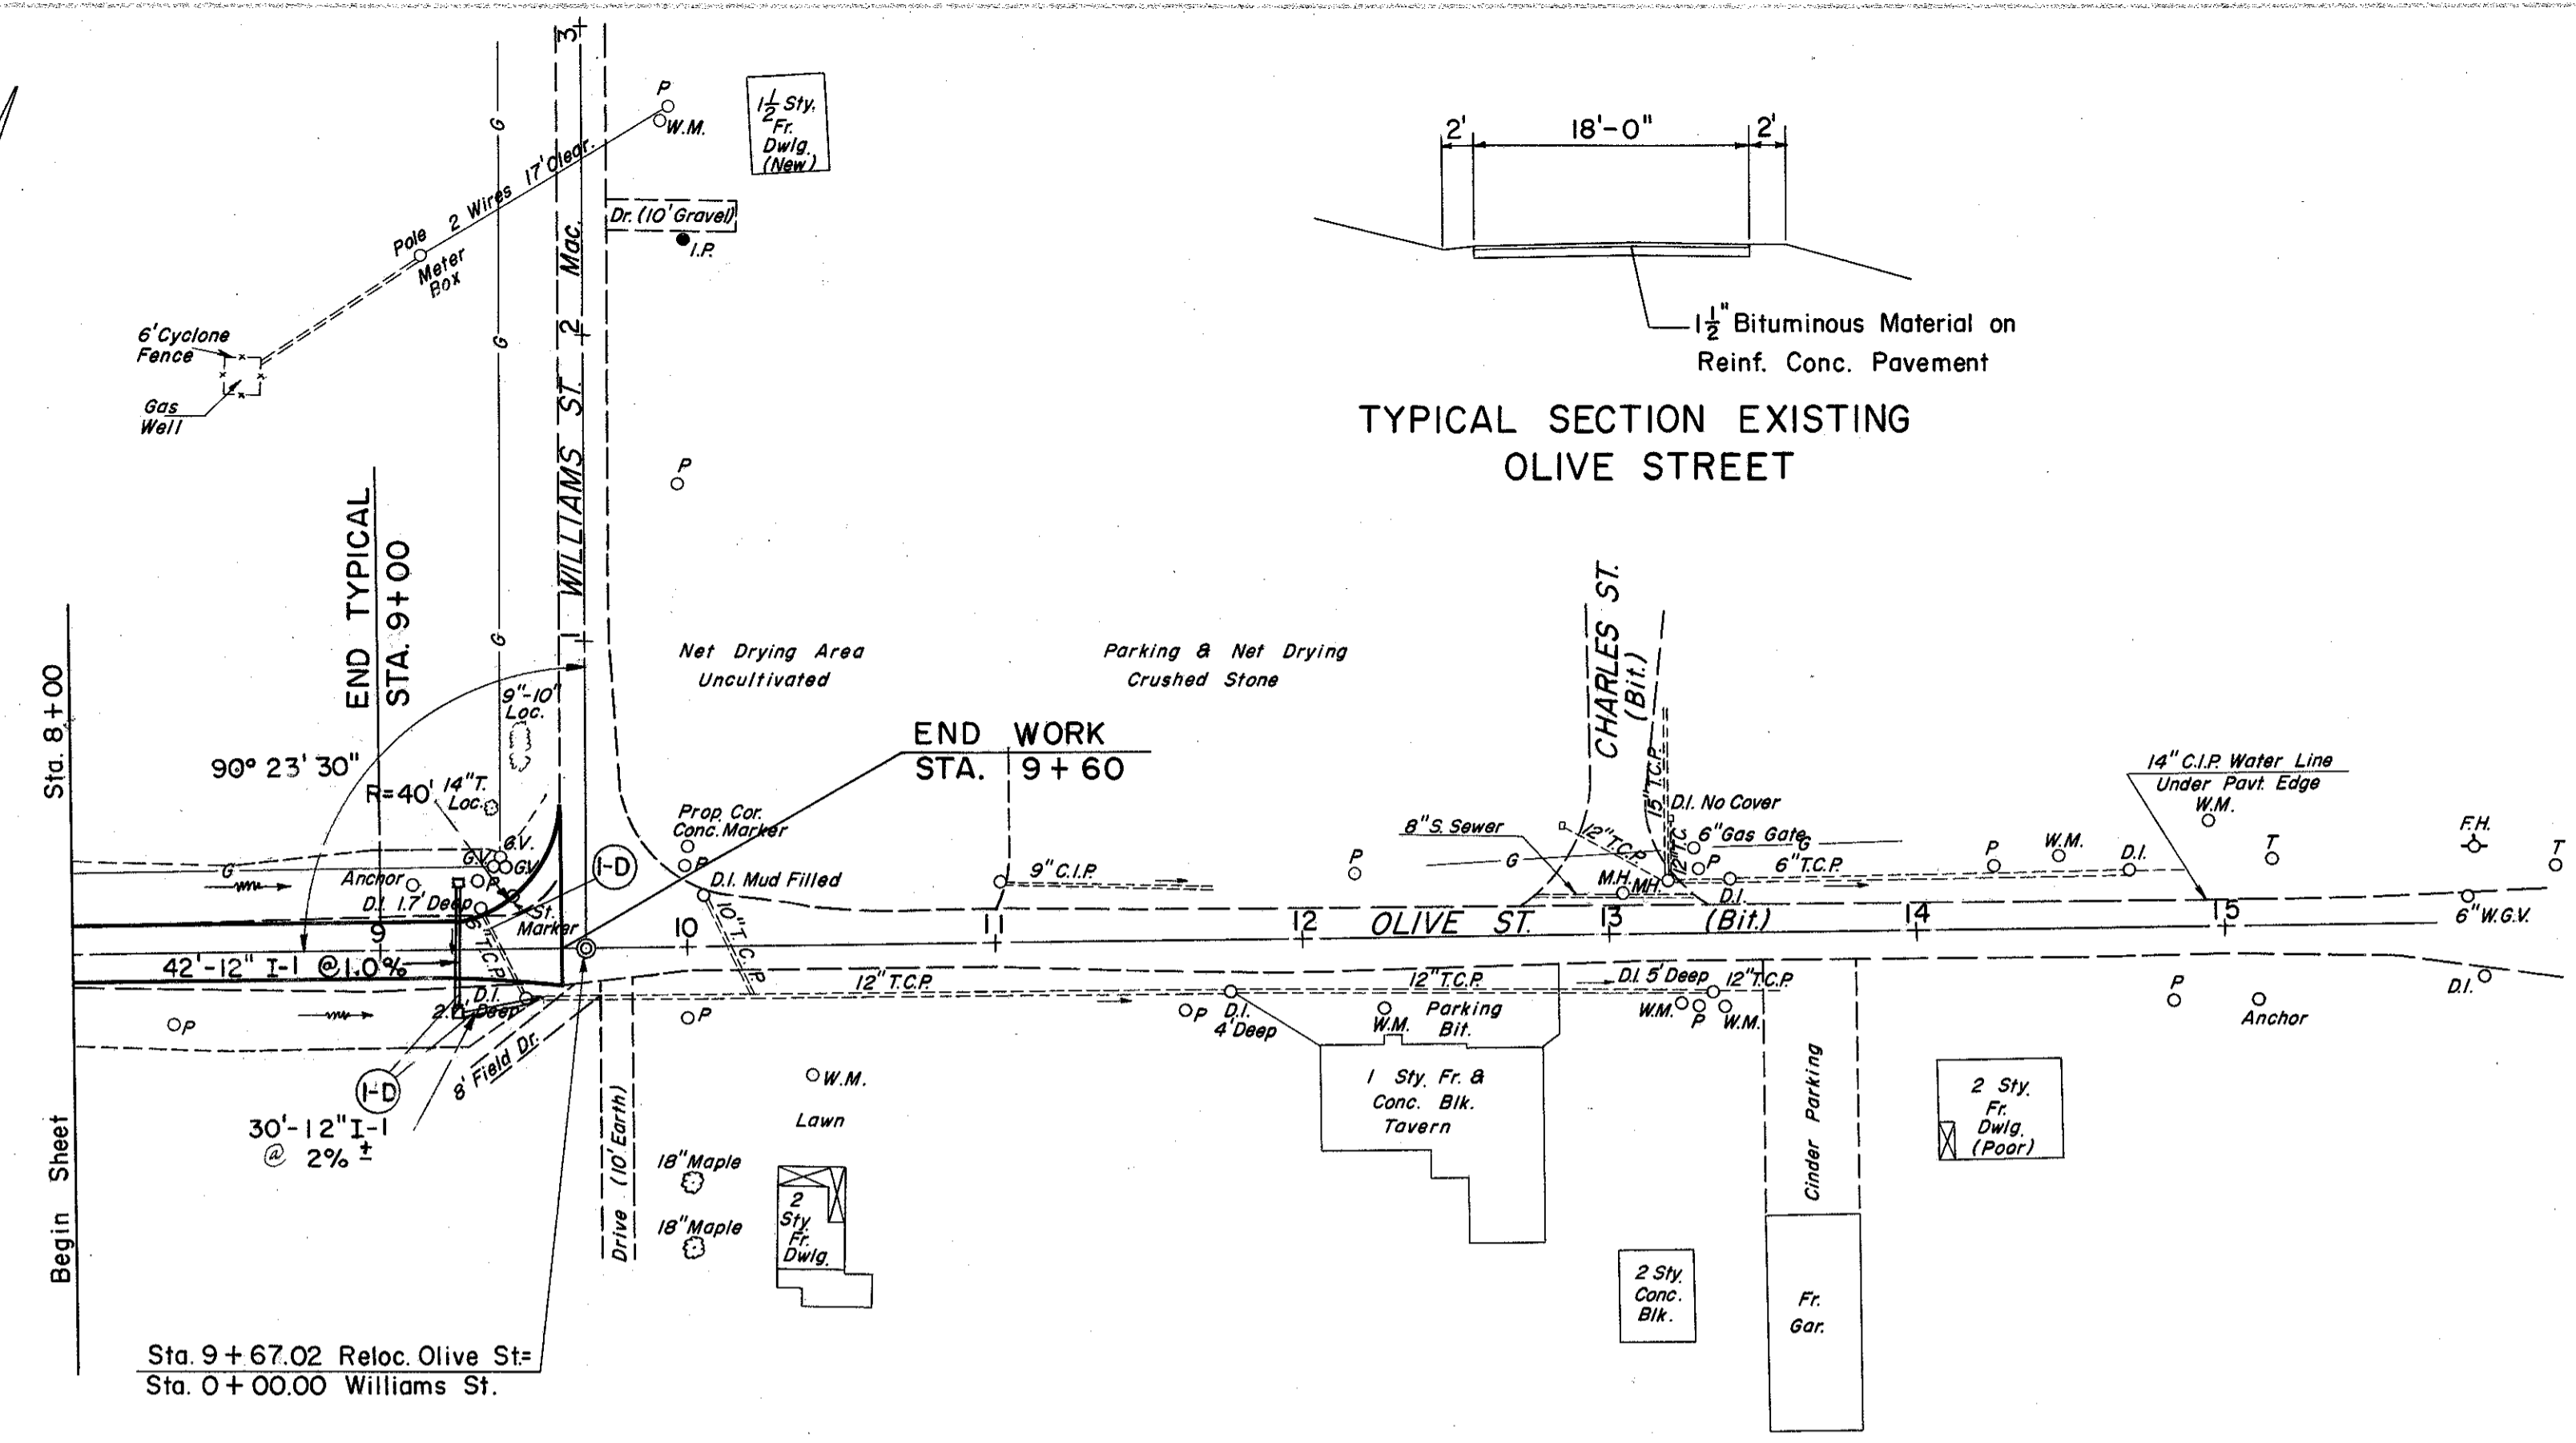 3
P
W.M.
1½ Sty.
Fr.
Dwlg.
(New)
G
2 Wires 17' Clear.
Pole
Meter
Box
Dr. (10' Gravel)
I.P.
6' Cyclone
Fence
Gas
Well
G
WILLIAMS ST. 2 Mac.
1
P
G
2'
18'-0"
2'
1½" Bituminous Material on
Reinf. Conc. Pavement
TYPICAL SECTION EXISTING
OLIVE STREET
END TYPICAL
STA. 9+00
Sta. 8+00
Begin Sheet
90° 23' 30"
R=40'
14" T.
Loc.
9"-10"
Loc.
Net Drying Area
Uncultivated
Parking & Net Drying
Crushed Stone
END WORK
STA. 9+60
Prop. Cor.
Conc. Marker
P
D.I. Mud Filled
G
G.V.
G.V.
G.V.
Anchor
P
D.I. 1.7' Deep
St.
Marker
1-D
9
42'-12" I-1 @1.0%
D.I.
Deep
P
1-D
30'-12" I-1
@ 2% ±
8' Field Dr.
Drive (10' Earth)
10
10" T.C.P.
11
9" C.I.P.
12
P
OLIVE ST.
13
(Bit.)
14
15
CHARLES ST.
(Bit.)
8" S. Sewer
12" T.C.P.
15" T.C.P.
D.I. No Cover
12" T.C.
6" Gas Gate
G
G
P
M.H.
MH.
D.I.
6" T.C.P.
P
W.M.
D.I.
14" C.I.P. Water Line
Under Pavt. Edge
W.M.
T
F.H.
T
6" W.G.V.
12" T.C.P.
12" T.C.P.
D.I. 5' Deep
12" T.C.P.
P
P
D.I.
4' Deep
W.M.
Parking
Bit.
W.M.
P
W.M.
P
Anchor
D.I.
W.M.
Lawn
18" Maple
18" Maple
2
Sty.
Fr.
Dwlg.
1 Sty. Fr. &
Conc. Blk.
Tavern
Cinder Parking
2 Sty.
Fr.
Dwlg.
(Poor)
2 Sty.
Conc.
Blk.
Fr.
Gar.
Sta. 9+67.02 Reloc. Olive St.=
Sta. 0+00.00 Williams St.